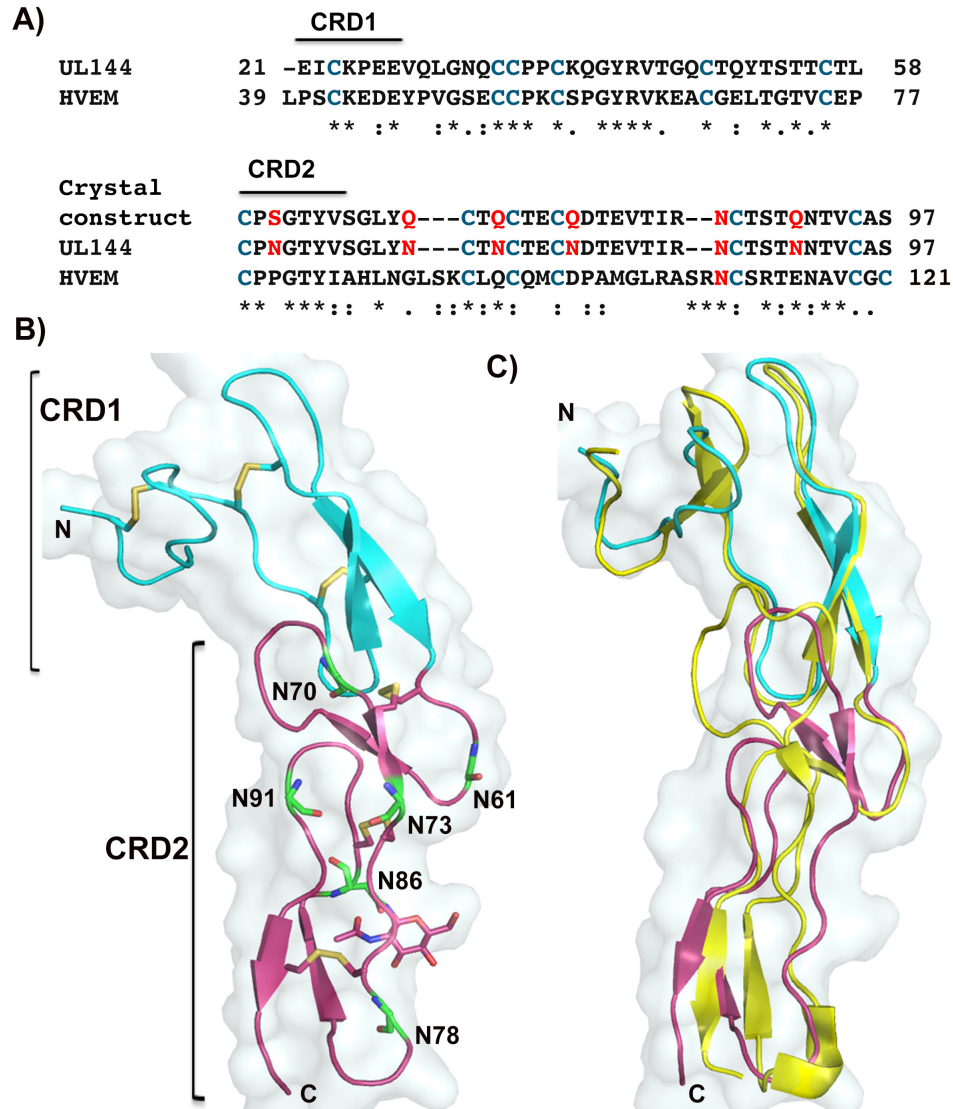 A)
CRD1
UL144 21 -EICKPEEVQLGNQCCPPCKQGYRVTGQCTQYTSTTCTL 58
HVEM 39 LPSCKEDEYPVGSECCPKCSPGYRVKEACGELTGTVCEP 77
** :* :*.:*** *. ****. * : *.*. *
CRD2
Crystal
construct CPSGTYVSGLYQ---CTQCTECQDTEVTIR--NCTSTQNTVCAS 97
UL144 CPNGTYVSGLYN---CTNCTECNDTEVTIR--NCTSTNNTVCAS 97
HVEM CPPGTYIAHLNGLSKCLQCQMCDPAMGLRASRNCSRTENAVCGC 121
** ***:: * . :*:*: : :: ***:*:**..
B)
C)
CRD1
N
N
N70
N91
N61
N73
CRD2
N86
N78
C
C